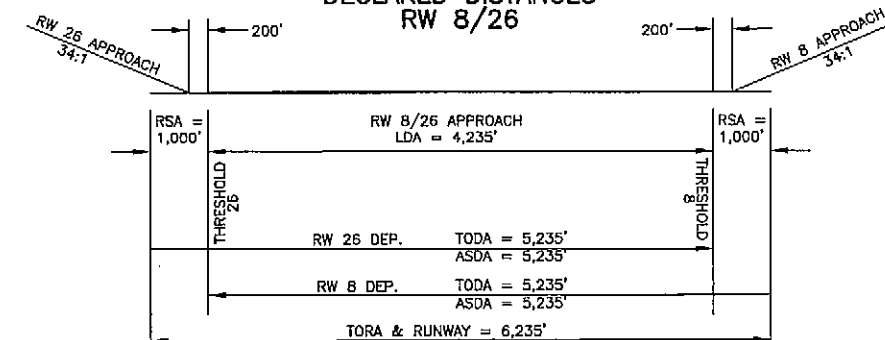 DECLARED DISTANCES
RW 8/26
200'
200'
RW 26 APPROACH
34:1
RW 8 APPROACH
34:1
RSA =
1,000'
RW 8/26 APPROACH
LDA = 4,235'
RSA =
1,000'
THRESHOLD
26
THRESHOLD
8
RW 26 DEP. TODA = 5,235'
ASDA = 5,235'
RW 8 DEP. TODA = 5,235'
ASDA = 5,235'
TORA & RUNWAY = 6,235'